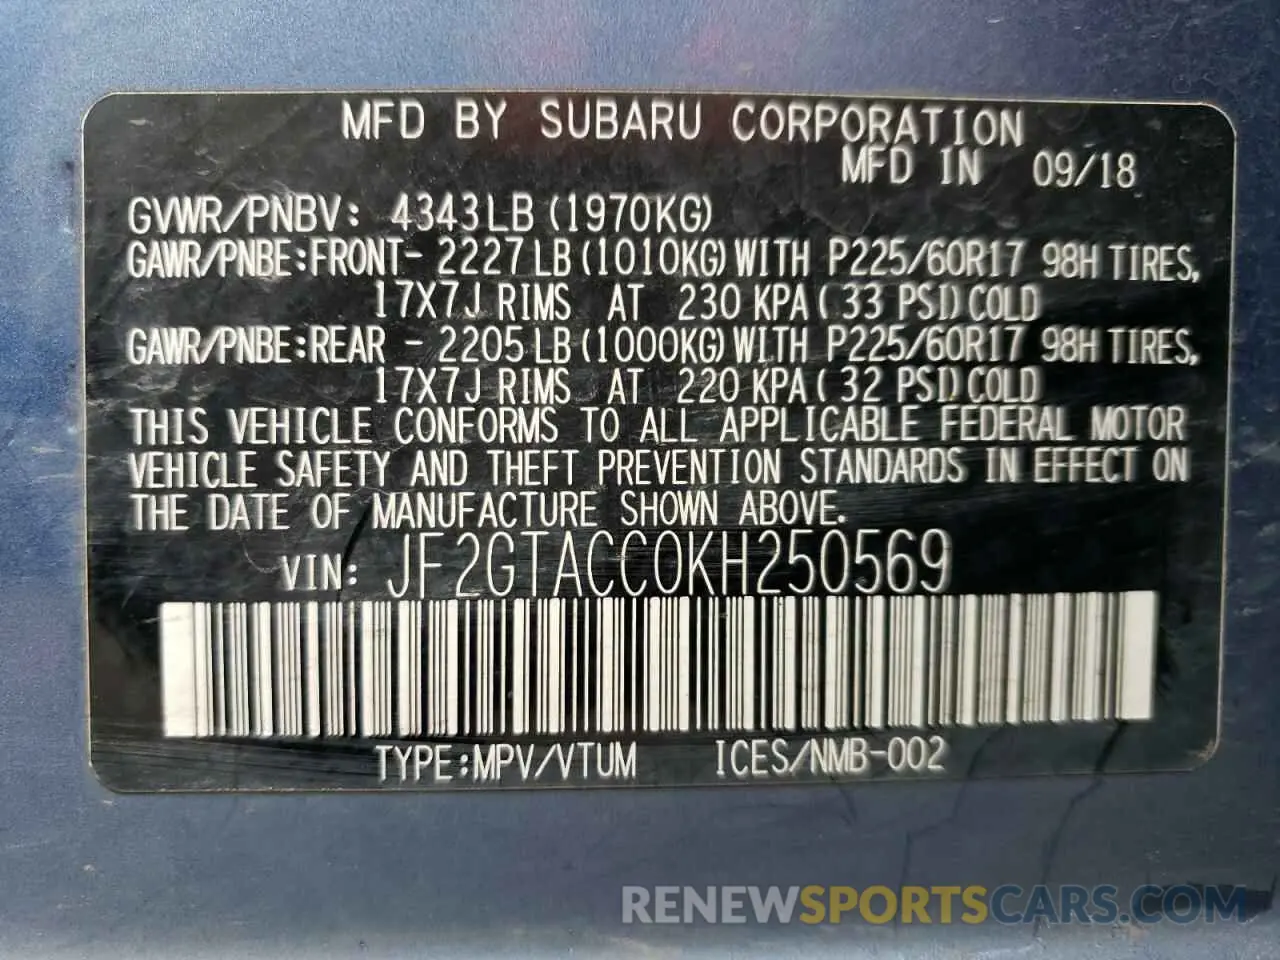 MFD BY SUBARU CORPORATION
MFD IN 09/18
GVWR/PNBV: 4343LB (1970KG)
GAWR/PNBE:FRONT- 2227LB (1010KG) WITH P225/60R17 98H TIRES,
17X7J RIMS AT 230 KPA ( 33 PSI) COLD
GAWR/PNBE:REAR - 2205LB (1000KG) WITH P225/60R17 98H TIRES,
17X7J RIMS AT 220 KPA ( 32 PSI) COLD
THIS VEHICLE CONFORMS TO ALL APPLICABLE FEDERAL MOTOR
VEHICLE SAFETY AND THEFT PREVENTION STANDARDS IN EFFECT ON
THE DATE OF MANUFACTURE SHOWN ABOVE.
VIN: JF2GTACC0KH250569
TYPE:MPV/VTUM ICES/NMB-002
RENEWSPORTSCARS.COM